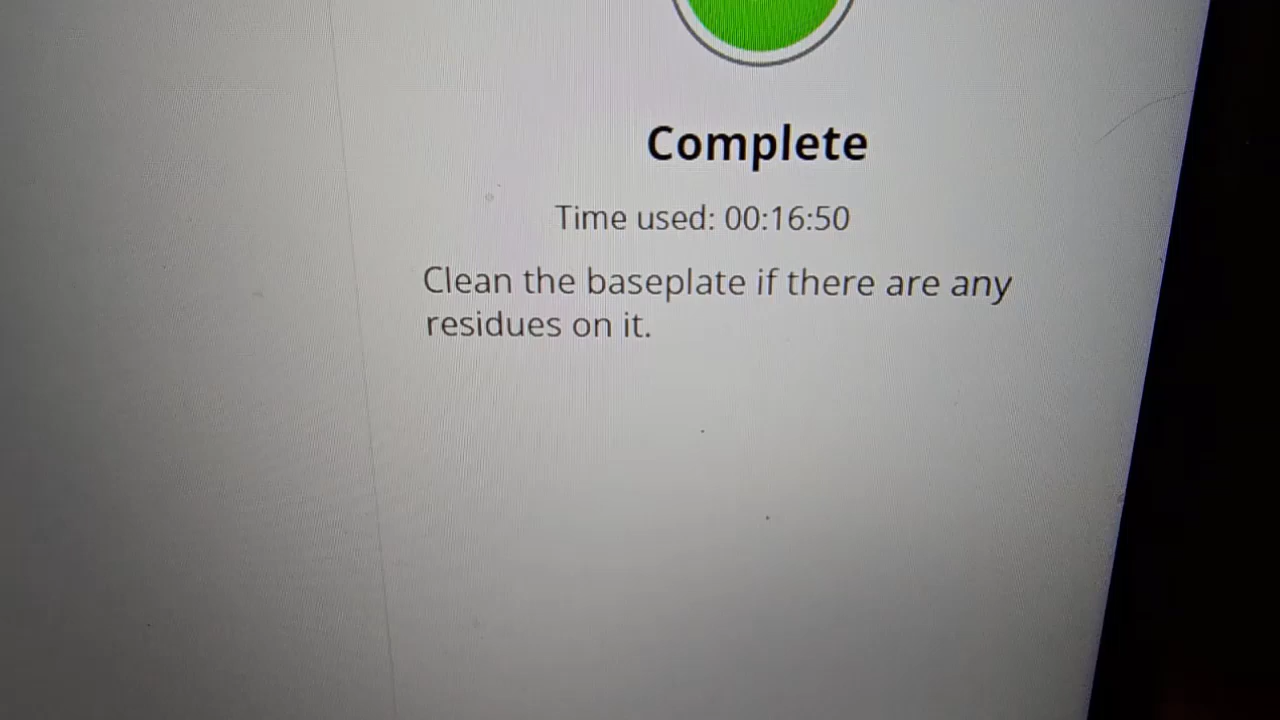 Complete
Time used: 00:16:50
Clean the baseplate if there are any
residues on it.